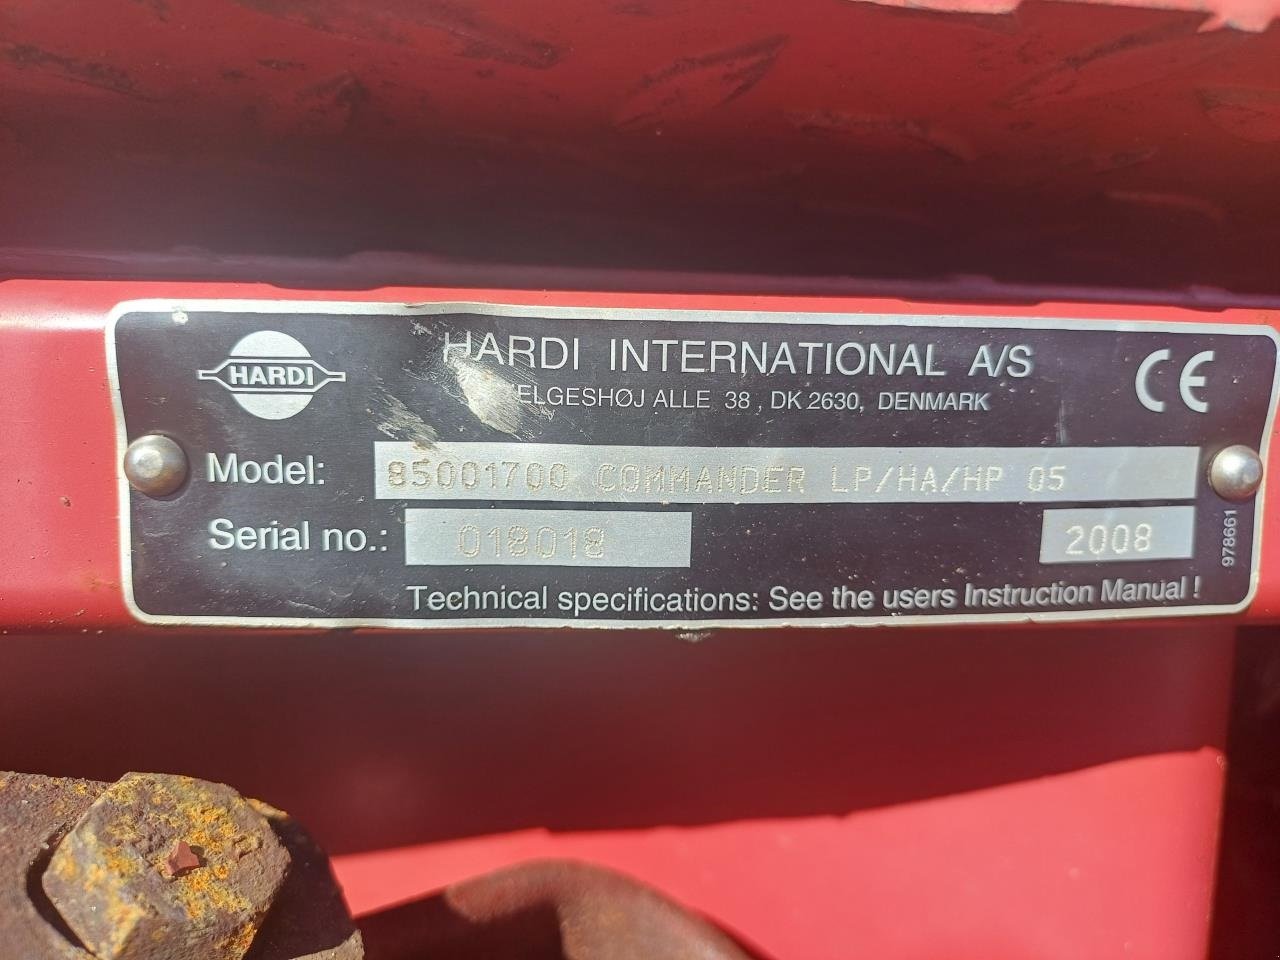 HARDI
HARDI INTERNATIONAL A/S
ALLE 38, DK 2630, DENMARK
CE
Model: 85001700 COMMANDER LP/HA/HP 05
Serial no.: 018018 2008
978661
Technical specifications: See the users Instruction Manual !